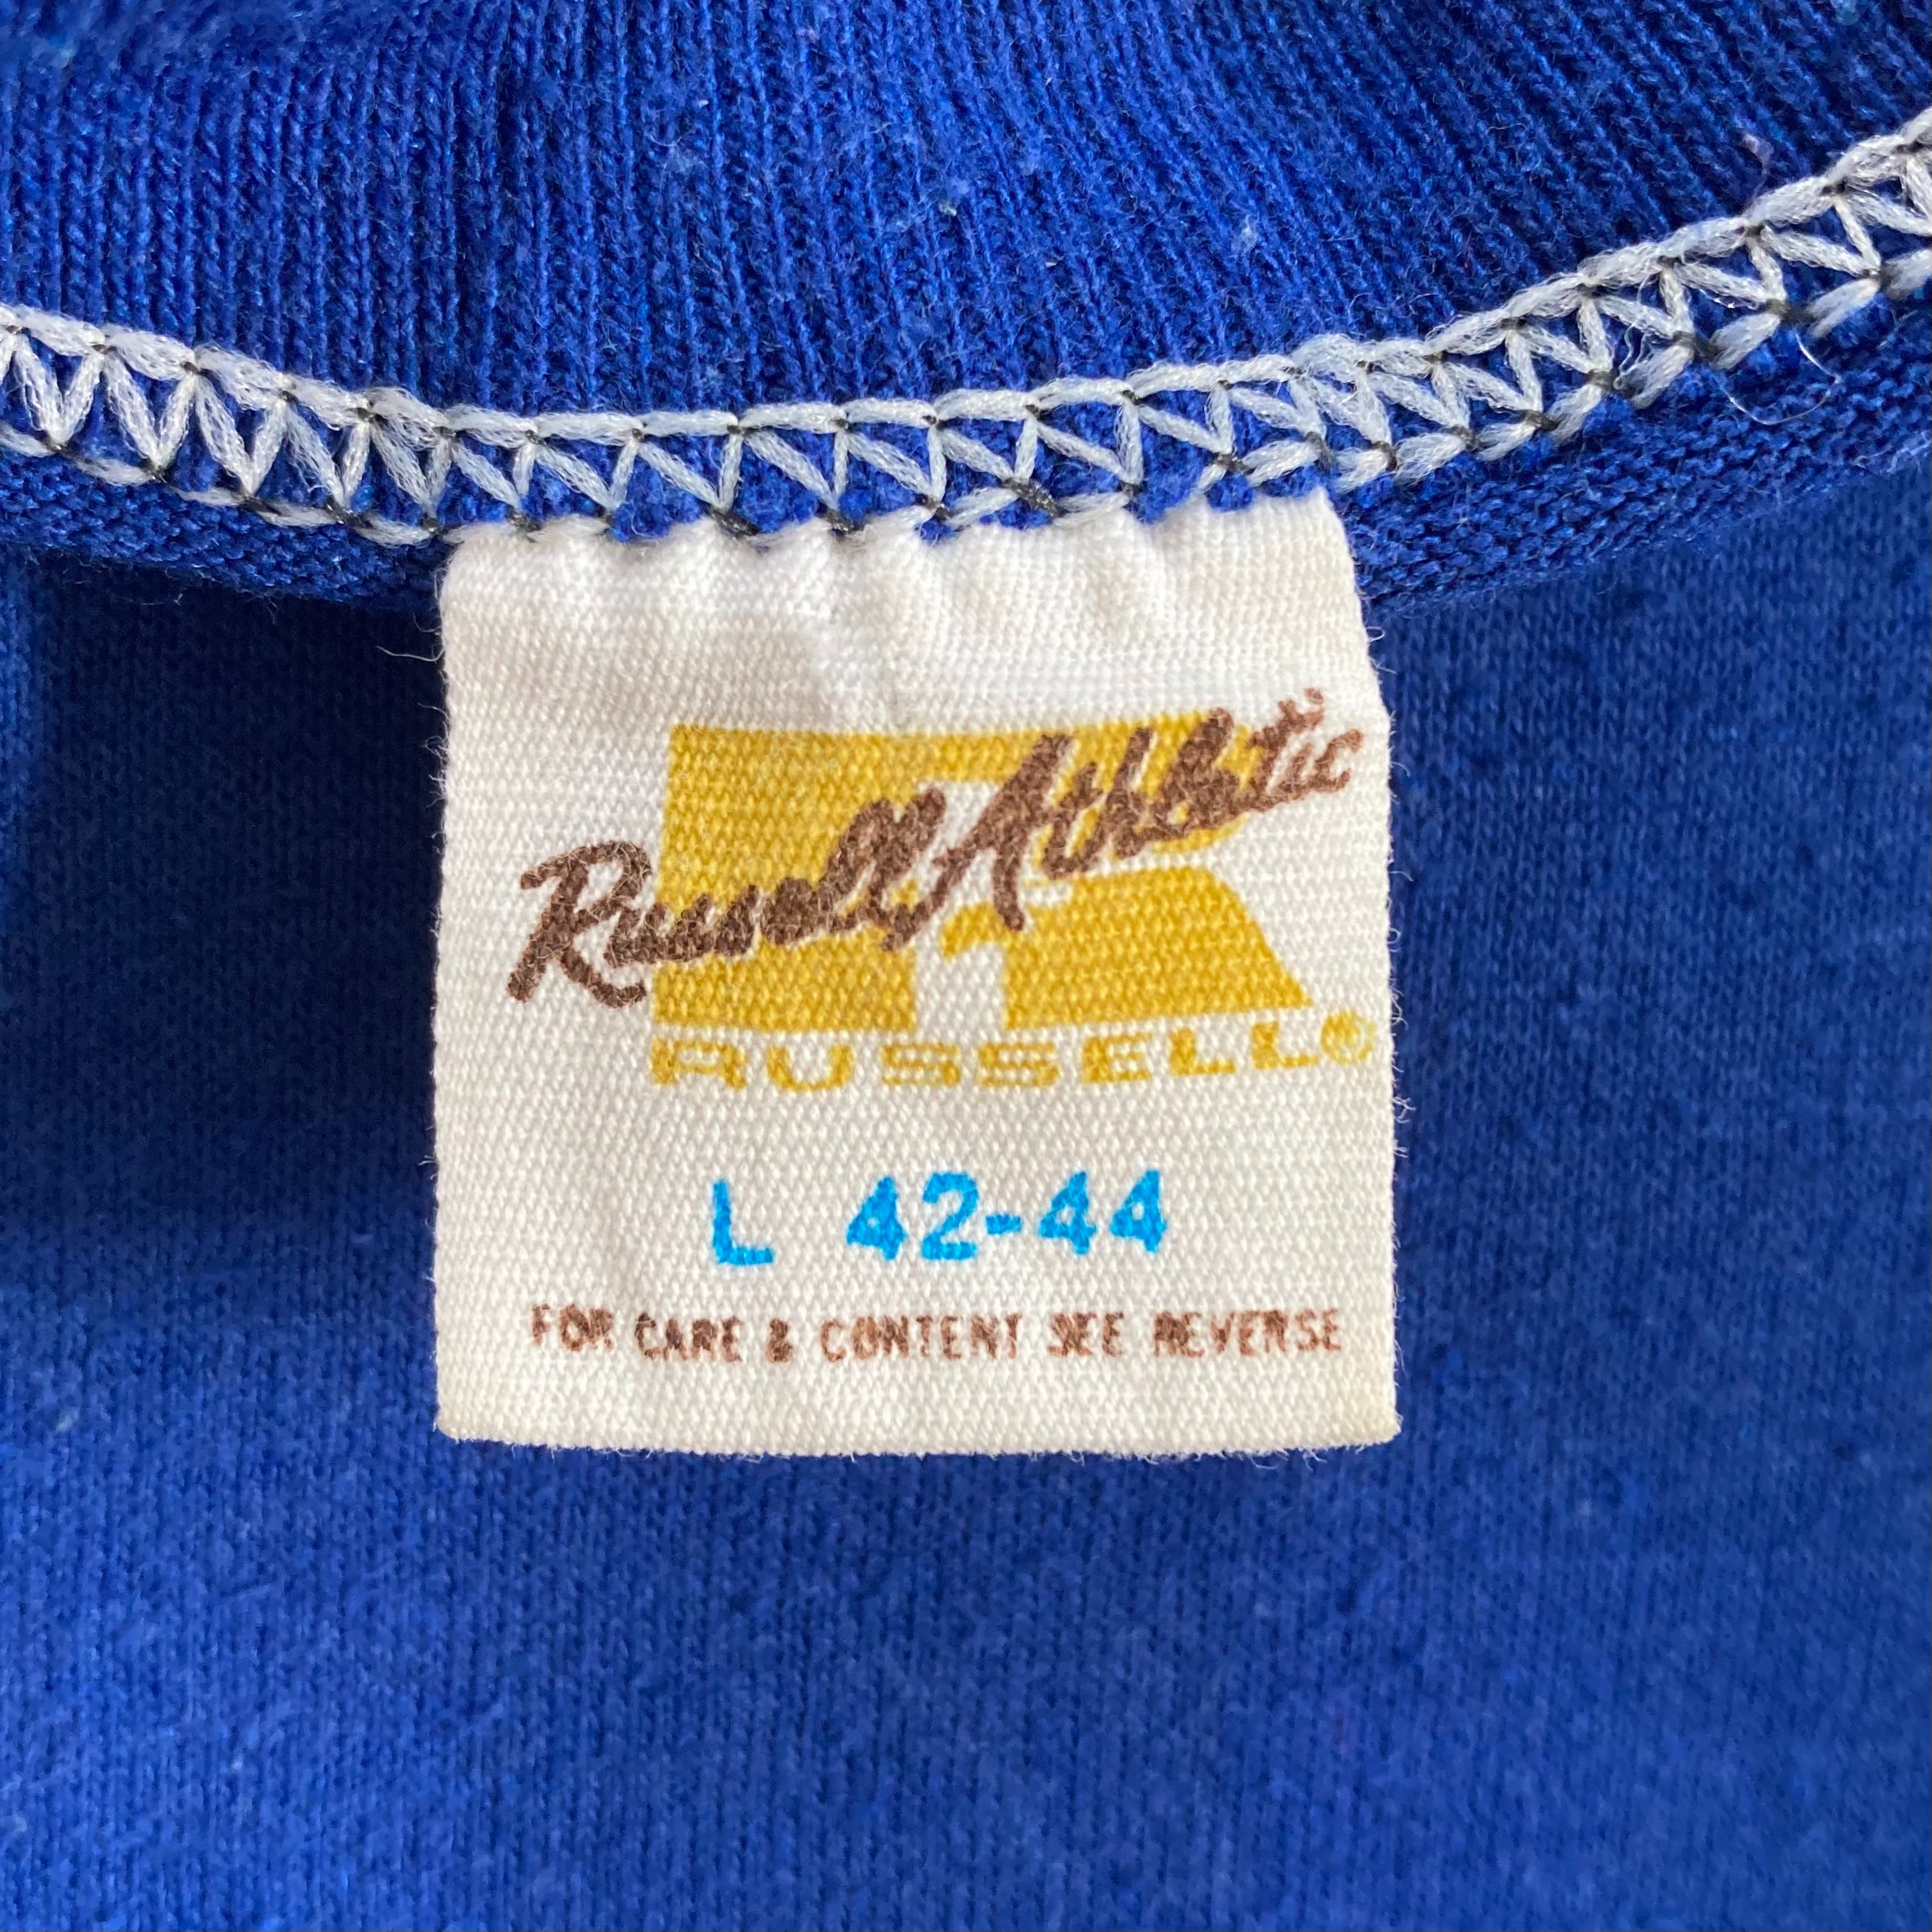 Russell Athletic
RUSSELL®
L 42-44
FOR CARE & CONTENT SEE REVERSE